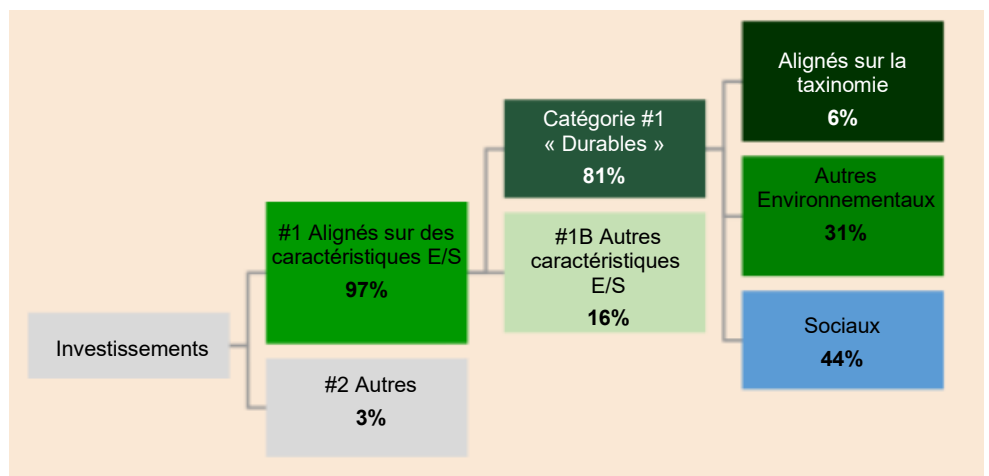 Investissements
#1 Alignés sur des
caractéristiques E/S
97%
#2 Autres
3%
Catégorie #1
« Durables »
81%
#1B Autres
caractéristiques
E/S
16%
Alignés sur la
taxinomie
6%
Autres
Environnementaux
31%
Sociaux
44%